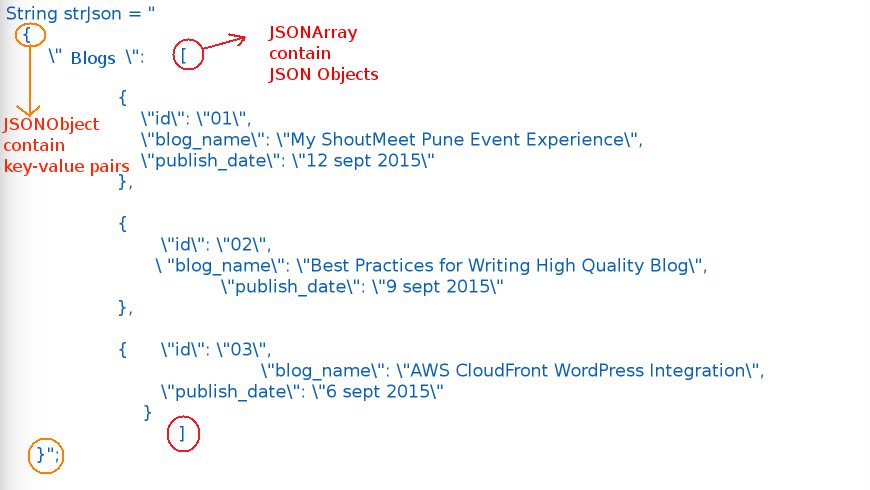 String strJson = "
{
\" Blogs \": [
JSONArray
contain
JSON Objects
{
JSONObject
contain
key-value pairs
\"id\": \"01\",
\"blog_name\": \"My ShoutMeet Pune Event Experience\",
\"publish_date\": \"12 sept 2015\"
},
{
\"id\": \"02\",
\ "blog_name\": \"Best Practices for Writing High Quality Blog\",
\"publish_date\": \"9 sept 2015\"
},
{ \"id\": \"03\",
\"blog_name\": \"AWS CloudFront WordPress Integration\",
\"publish_date\": \"6 sept 2015\"
}
]
}";